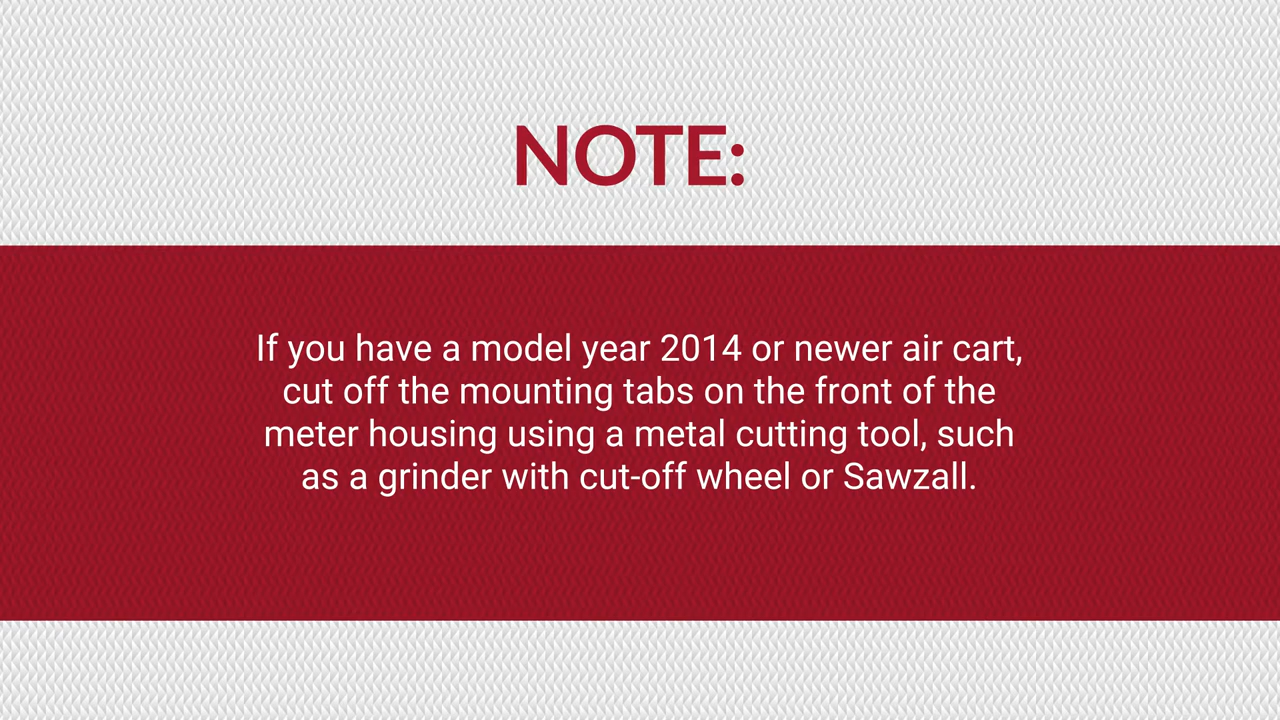 NOTE:
If you have a model year 2014 or newer air cart,
cut off the mounting tabs on the front of the
meter housing using a metal cutting tool, such
as a grinder with cut-off wheel or Sawzall.